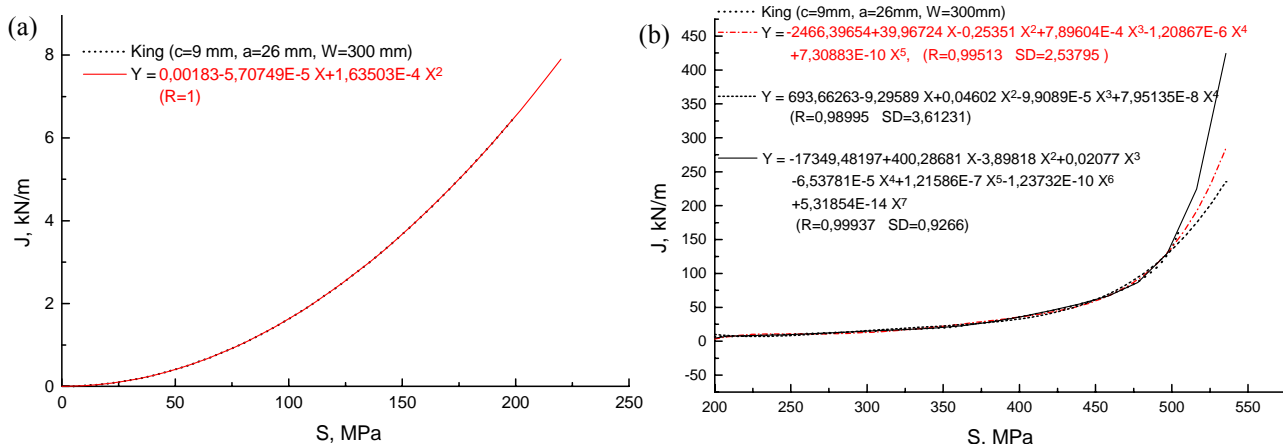 (a)
King (c=9 mm, a=26 mm, W=300 mm)
Y = 0,00183-5,70749E-5 X+1,63503E-4 X²
(R=1)
8
6
4
2
0
J, kN/m
0 50 100 150 200 250
S, MPa
(b)
King (c=9mm, a=26mm, W=300mm)
Y = -2466,39654+39,96724 X-0,25351 X²+7,89604E-4 X³-1,20867E-6 X⁴
+7,30883E-10 X⁵, (R=0,99513 SD=2,53795 )
Y = 693,66263-9,29589 X+0,04602 X²-9,9089E-5 X³+7,95135E-8 X⁴
(R=0,98995 SD=3,61231)
Y = -17349,48197+400,28681 X-3,89818 X²+0,02077 X³
-6,53781E-5 X⁴+1,21586E-7 X⁵-1,23732E-10 X⁶
+5,31854E-14 X⁷
(R=0,99937 SD=0,9266)
450
400
350
300
250
200
150
100
50
0
-50
J, kN/m
200 250 300 350 400 450 500 550
S, MPa